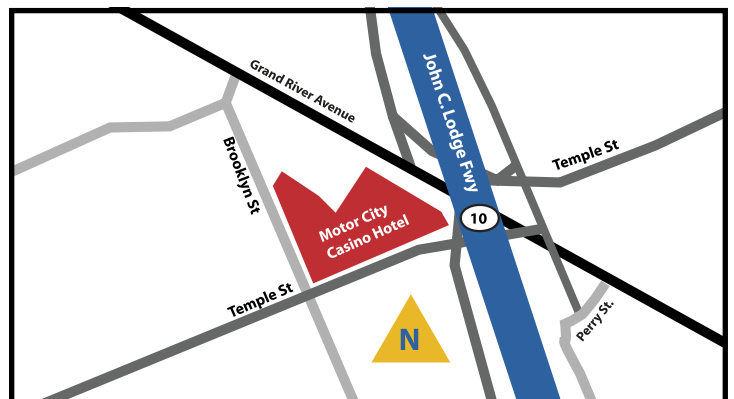 Grand River Avenue
John C. Lodge Fwy
Temple St
Brooklyn St
Motor City
Casino Hotel
10
Temple St
Perry St.
N